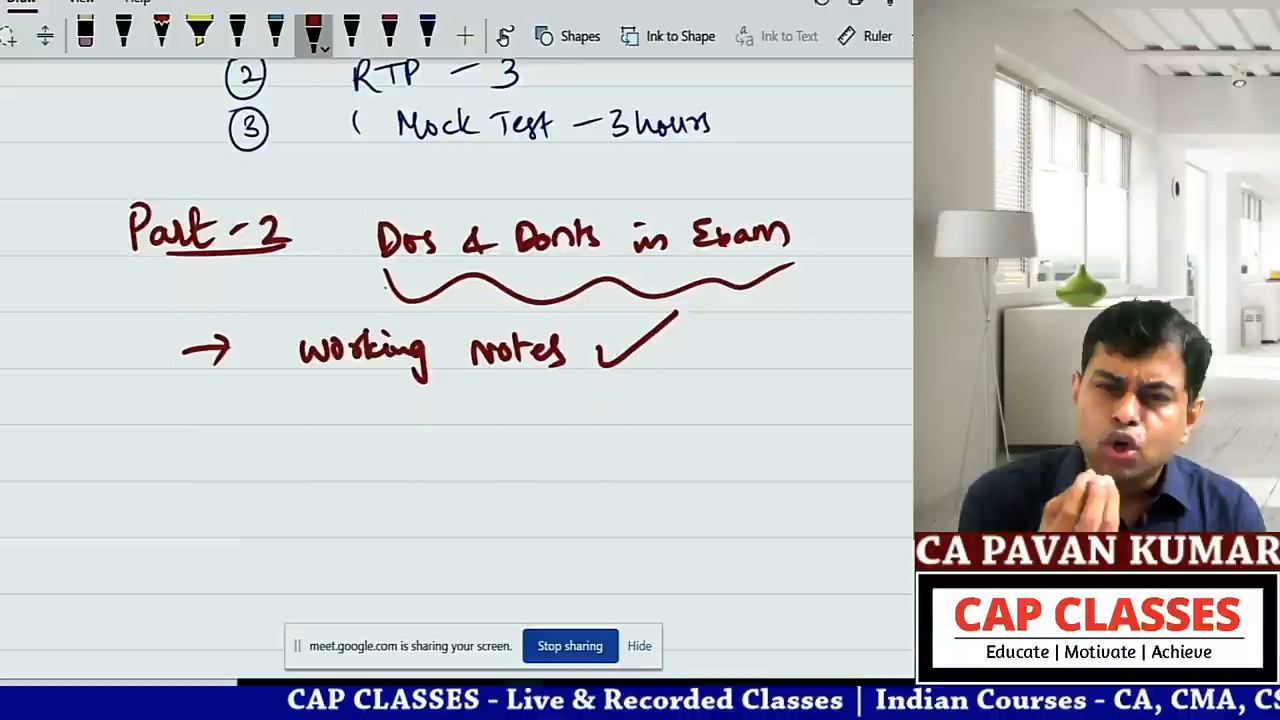 Shapes Ink to Shape Ink to Text Ruler
② RTP - 3
③ ( Mock Test - 3 hours
Part - 2 Dos & Donts in Exam
→ working notes ✓
meet.google.com is sharing your screen. Stop sharing Hide
CA PAVAN KUMAR
CAP CLASSES
Educate | Motivate | Achieve
CAP CLASSES - Live & Recorded Classes | Indian Courses - CA, CMA, CS